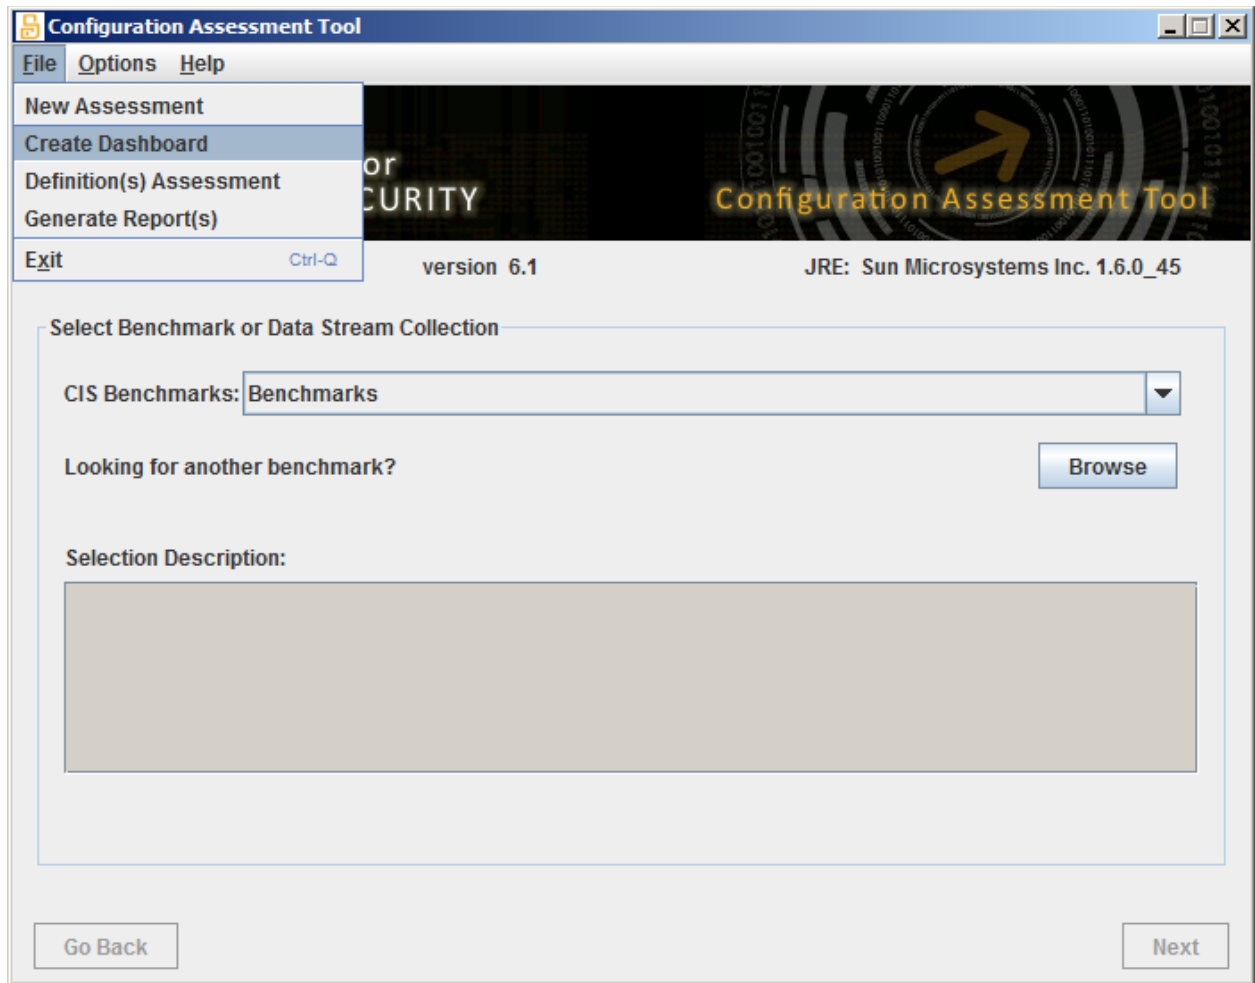 Configuration Assessment Tool
File Options Help
New Assessment
Create Dashboard
Definition(s) Assessment
Generate Report(s)
Exit Ctrl-Q
or
CURITY
Configuration Assessment Tool
version 6.1 JRE: Sun Microsystems Inc. 1.6.0_45
Select Benchmark or Data Stream Collection
CIS Benchmarks: Benchmarks
Looking for another benchmark? Browse
Selection Description:
Go Back Next